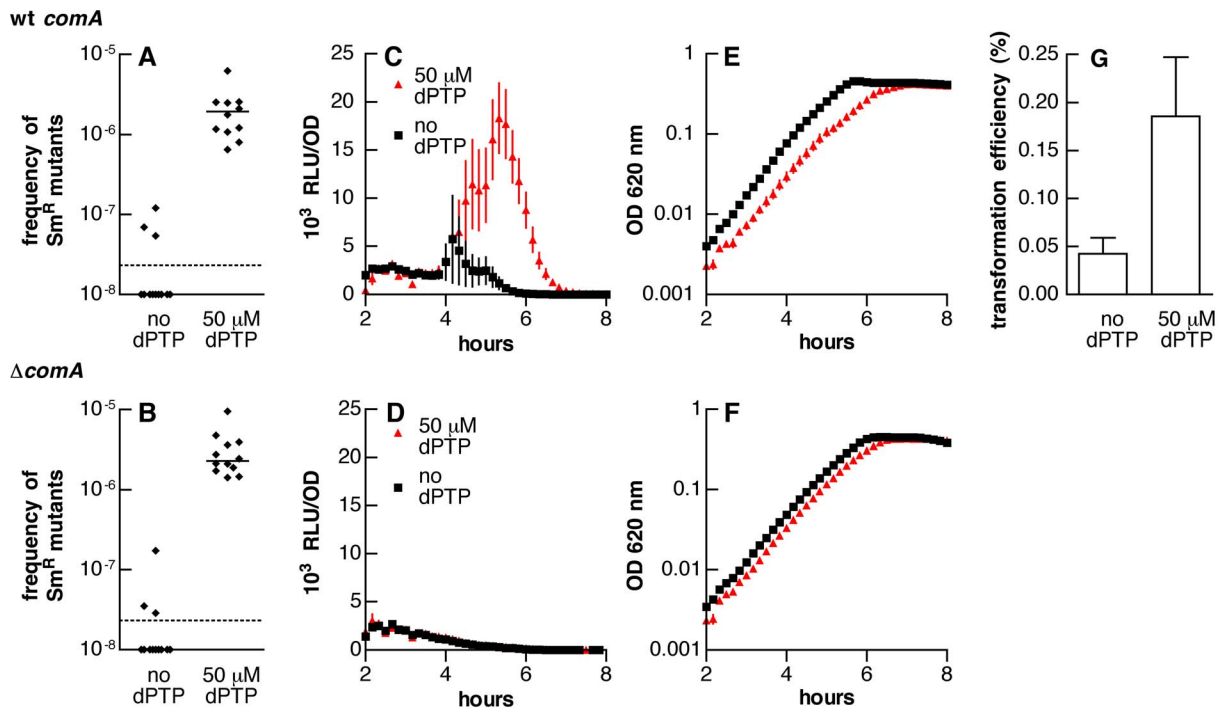 wt comA
A
frequency of
Smᴿ mutants
10⁻⁵
10⁻⁶
10⁻⁷
10⁻⁸
no
dPTP
50 μM
dPTP
C
50 μM
dPTP
no
dPTP
10³ RLU/OD
25
20
15
10
5
0
2 4 6 8
hours
E
OD 620 nm
1
0.1
0.01
0.001
2 4 6 8
hours
G
transformation efficiency (%)
0.25
0.20
0.15
0.10
0.05
0.00
no
dPTP
50 μM
dPTP
ΔcomA
B
frequency of
Smᴿ mutants
10⁻⁵
10⁻⁶
10⁻⁷
10⁻⁸
no
dPTP
50 μM
dPTP
D
50 μM
dPTP
no
dPTP
10³ RLU/OD
25
20
15
10
5
0
2 4 6 8
hours
F
OD 620 nm
1
0.1
0.01
0.001
2 4 6 8
hours